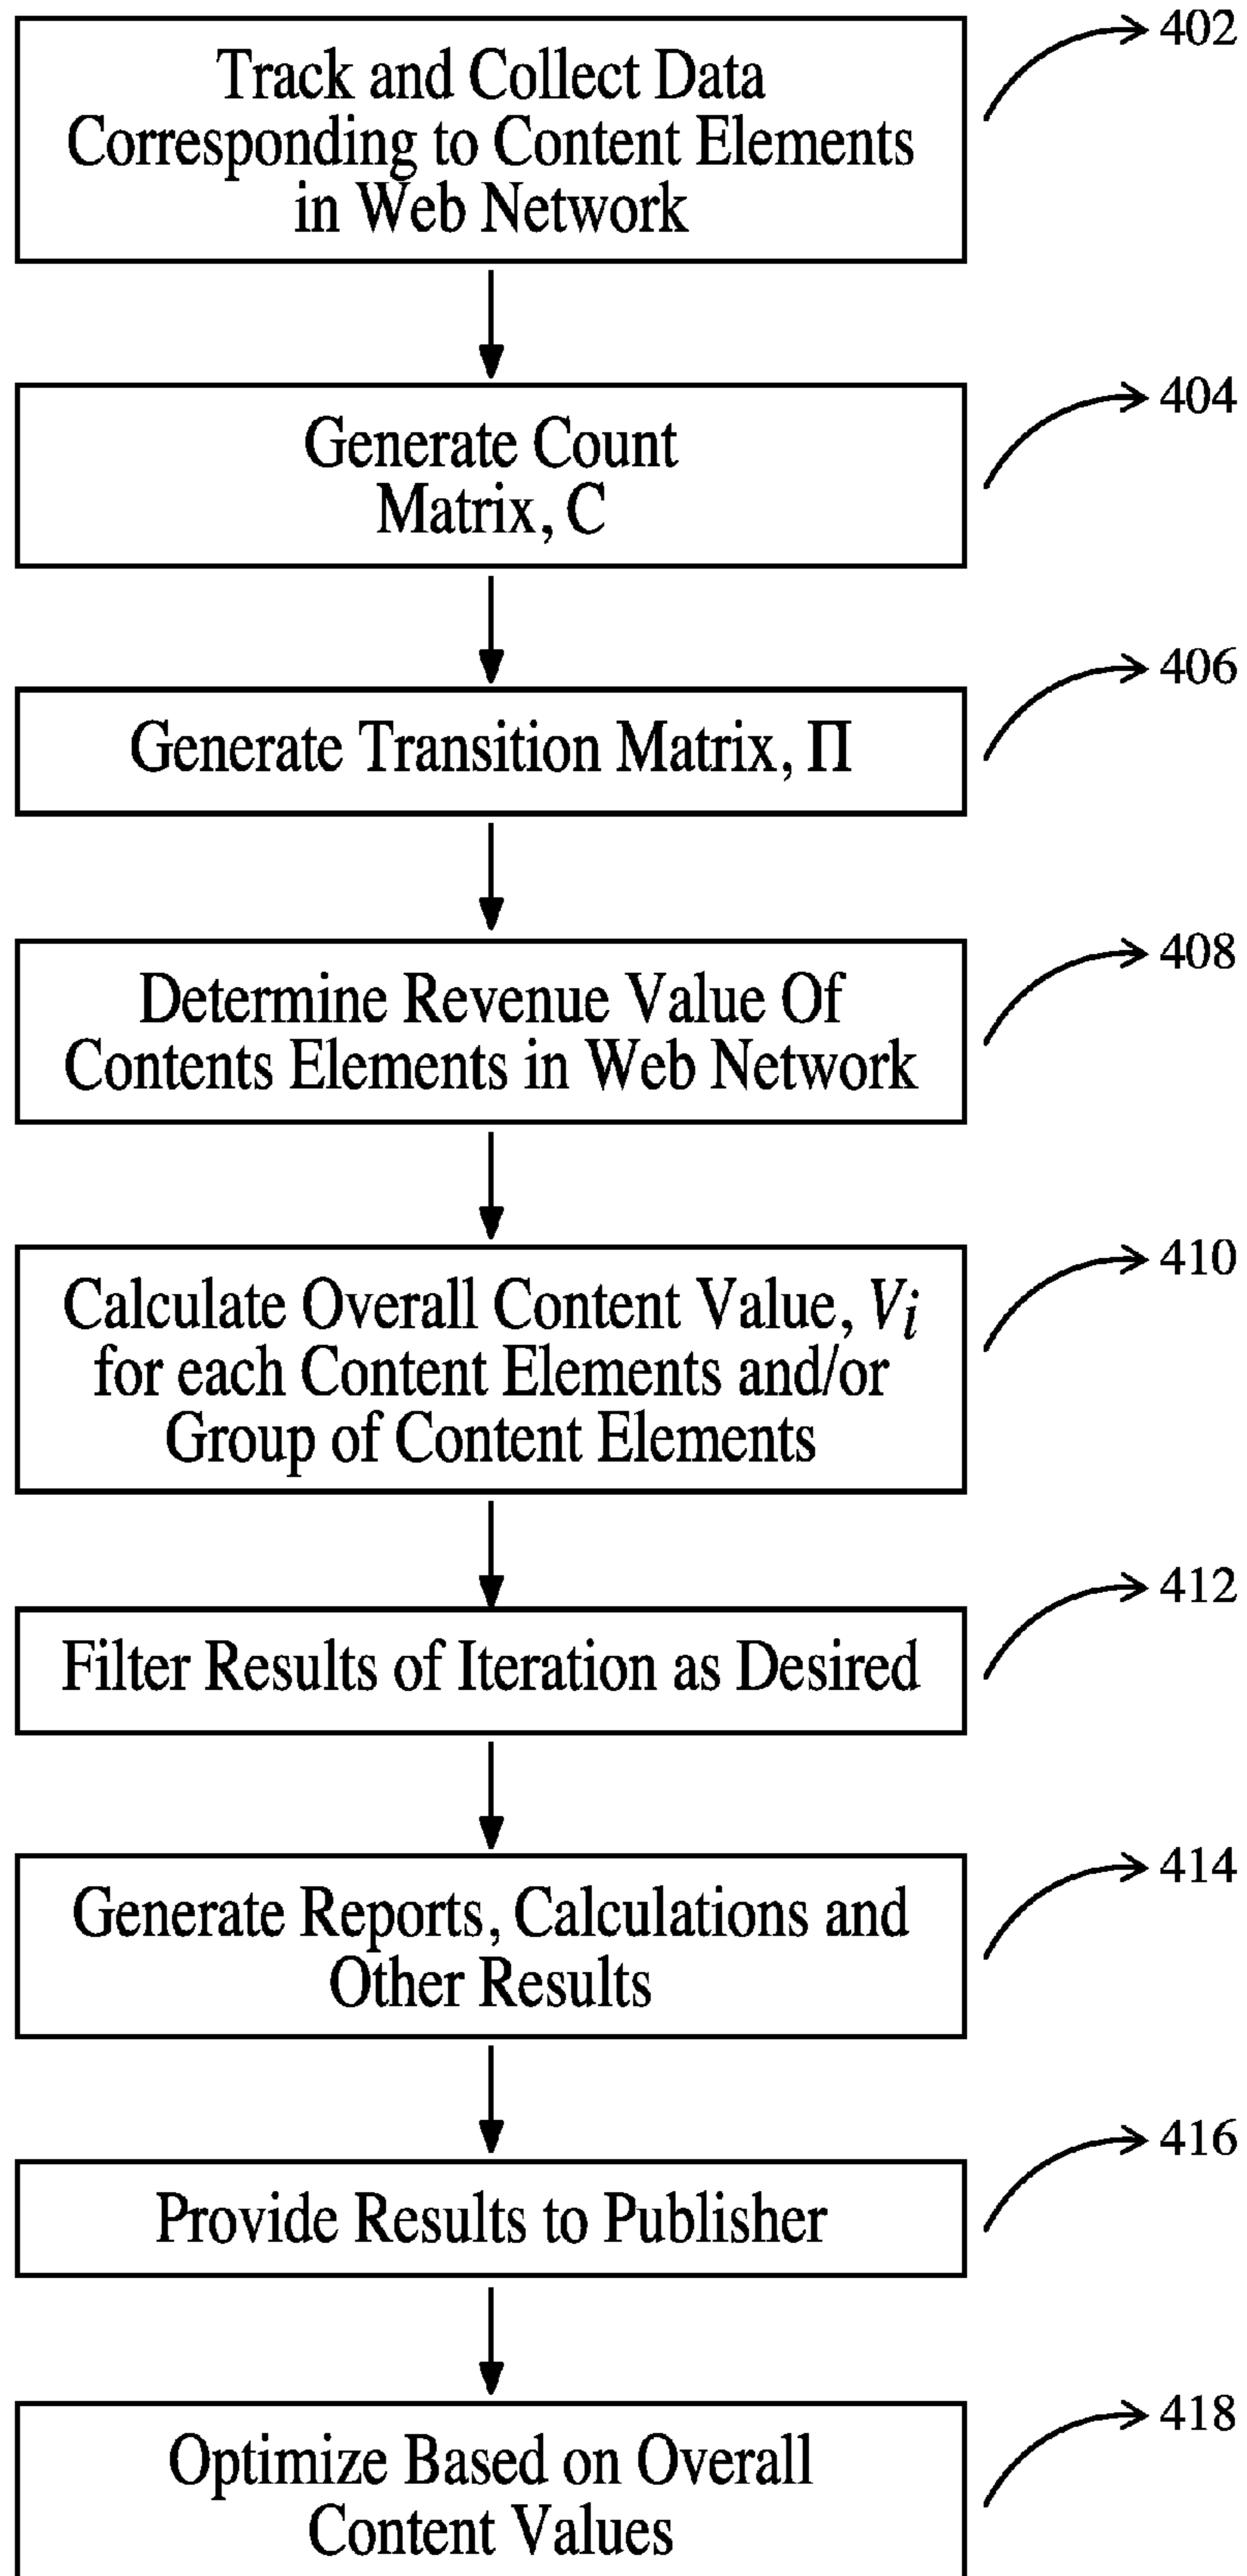 Track and Collect Data
Corresponding to Content Elements
in Web Network
402
Generate Count
Matrix, C
404
Generate Transition Matrix, Π
406
Determine Revenue Value Of
Contents Elements in Web Network
408
Calculate Overall Content Value, Vi
for each Content Elements and/or
Group of Content Elements
410
Filter Results of Iteration as Desired
412
Generate Reports, Calculations and
Other Results
414
Provide Results to Publisher
416
Optimize Based on Overall
Content Values
418